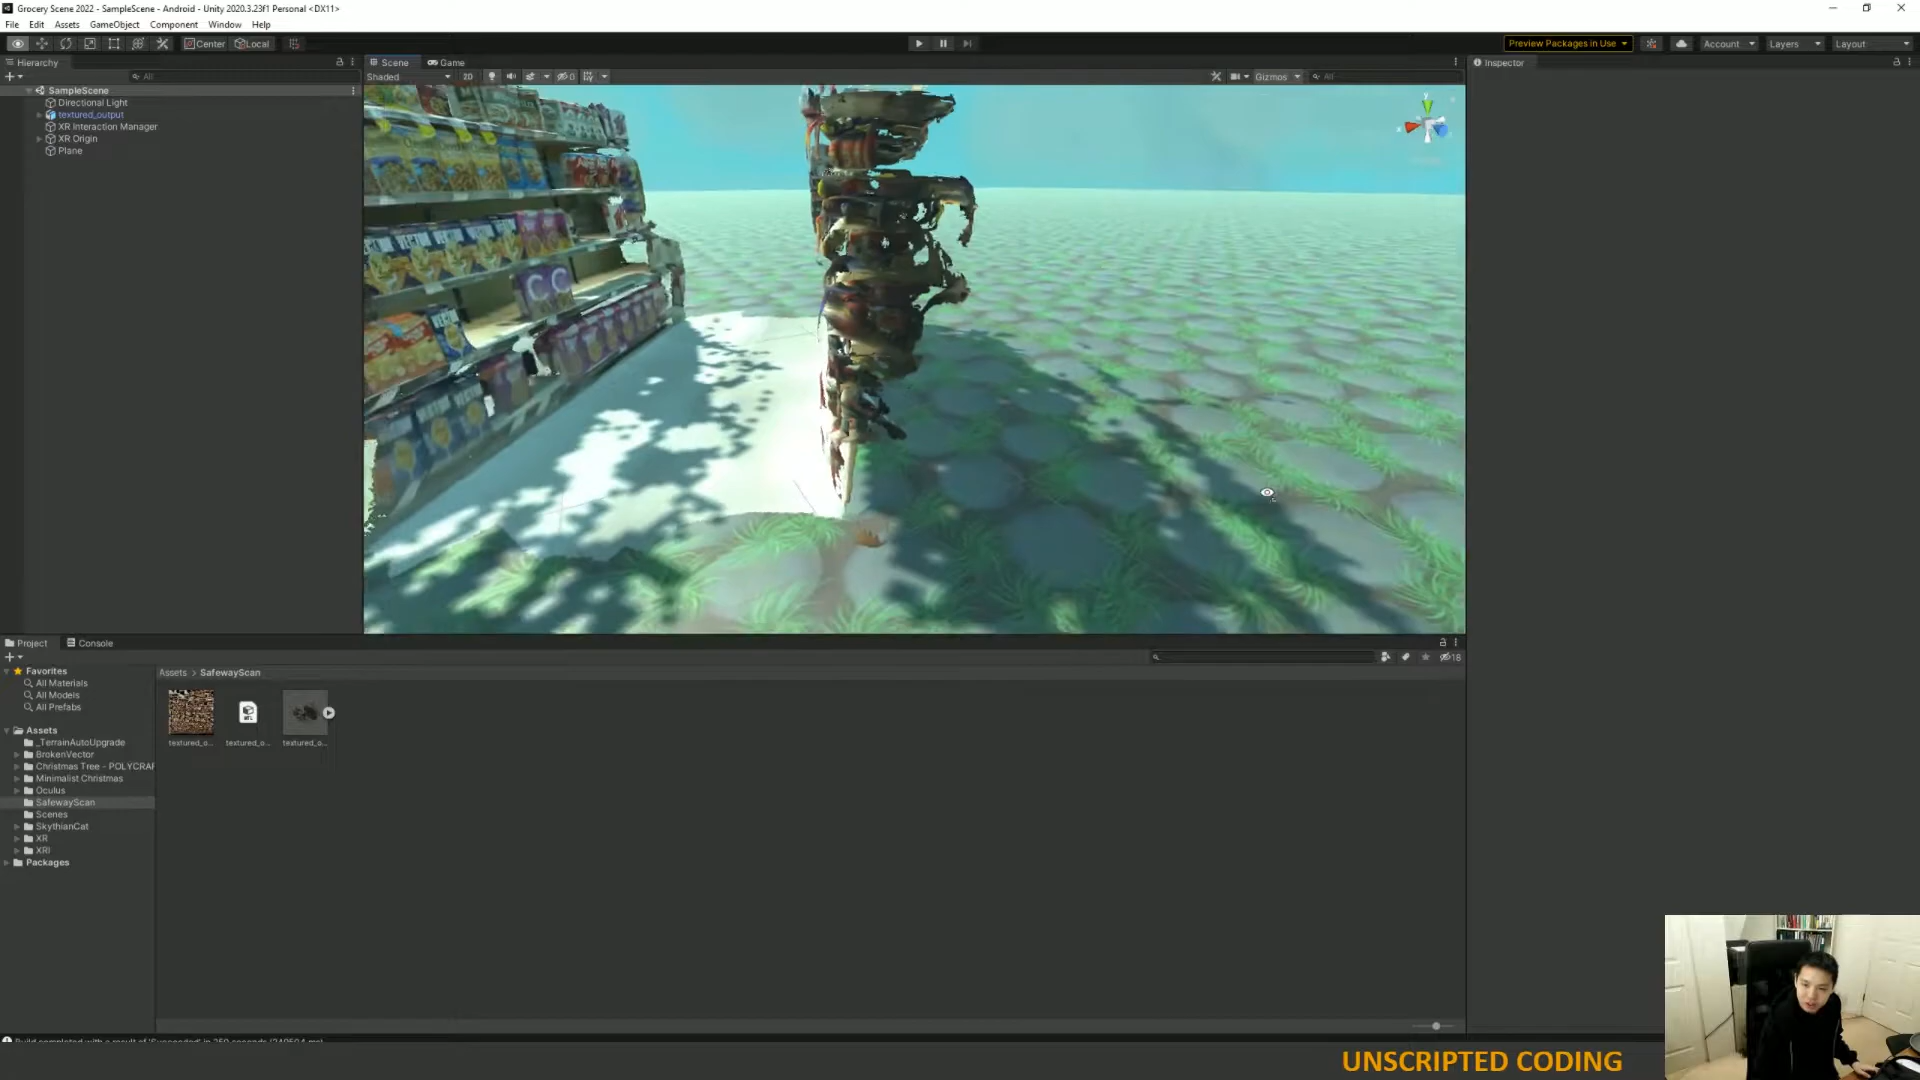 Grocery Scene 2022 - SampleScene - Android - Unity 2020.3.23f1 Personal <DX11>
File Edit Assets GameObject Component Window Help
Center Local
Preview Packages in Use
Account
Layers
Layout
Hierarchy
All
SampleScene
Directional Light
textured_output
XR Interaction Manager
XR Origin
Plane
Scene
Game
Shaded
2D
0
Gizmos
All
Inspector
Project
Console
18
Favorites
All Materials
All Models
All Prefabs
Assets
_TerrainAutoUpgrade
BrokenVector
Christmas Tree - POLYCRAF
Minimalist Christmas
Oculus
SafewayScan
Scenes
SkythianCat
XR
XRI
Packages
Assets > SafewayScan
textured_o...
textured_o...
textured_o...
UNSCRIPTED CODING